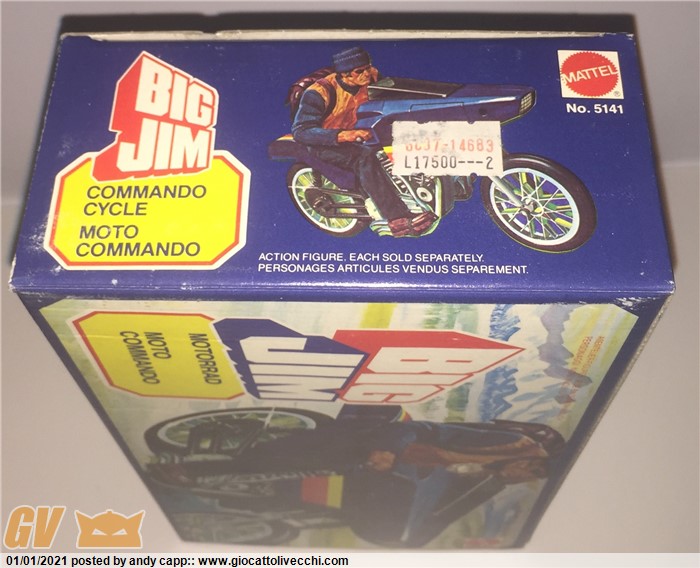 BIG
JIM
COMMANDO
CYCLE
MOTO
COMMANDO
MATTEL
®
No. 5141
L17500---2
ACTION FIGURE. EACH SOLD SEPARATELY.
PERSONAGES ARTICULES VENDUS SEPAREMENT.
BIG
JIM
MOTORRAD
MOTO
COMMANDO
GV
01/01/2021 posted by andy capp:: www.giocattolivecchi.com